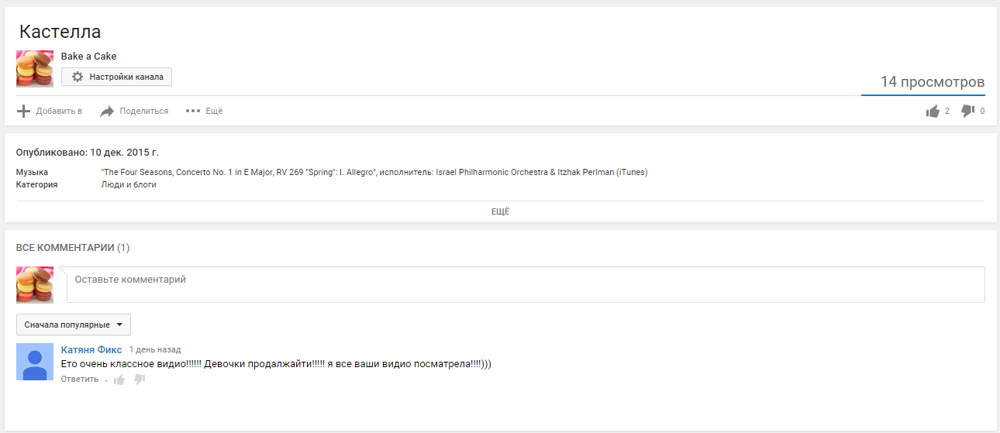 Кастелла
Bake a Cake
Настройки канала
14 просмотров
Добавить в Поделиться Ещё 2 0
Опубликовано: 10 дек. 2015 г.
Музыка "The Four Seasons, Concerto No. 1 in E Major, RV 269 "Spring": I. Allegro", исполнитель: Israel Philharmonic Orchestra & Itzhak Perlman (iTunes)
Категория Люди и блоги
ЕЩЁ
ВСЕ КОММЕНТАРИИ (1)
Оставьте комментарий
Сначала популярные
Катяня Фикс 1 день назад
Ето очень классное видио!!!!!! Девочки продалжайти!!!!! я все ваши видио посматрела!!!!)))
Ответить